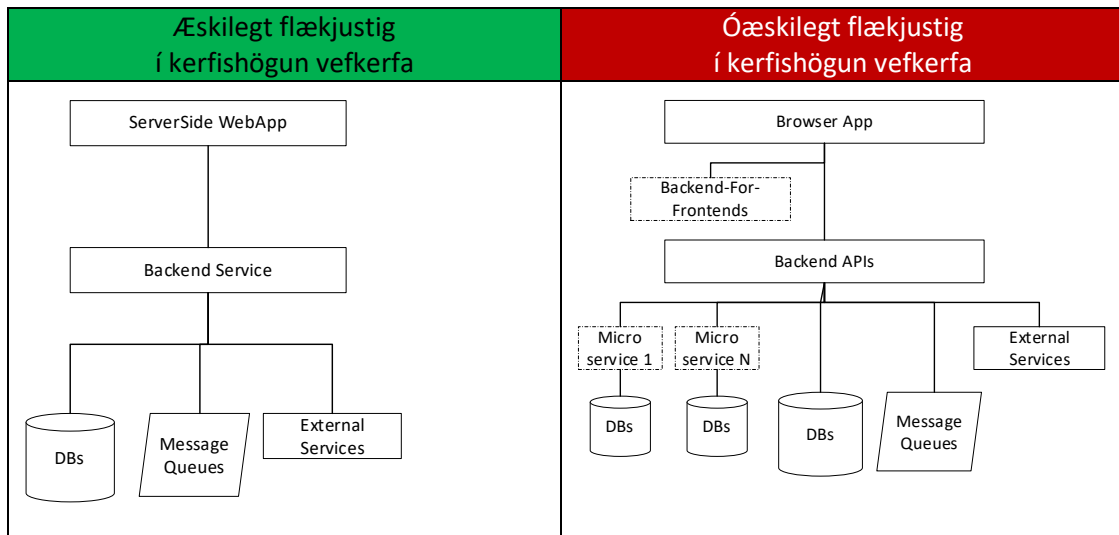 Æskilegt flækjustig
í kerfishögun vefkerfa
ServerSide WebApp
Backend Service
DBs
Message
Queues
External
Services
Óæskilegt flækjustig
í kerfishögun vefkerfa
Browser App
Backend-For-
Frontends
Backend APIs
Micro
service 1
Micro
service N
External
Services
DBs
DBs
DBs
Message
Queues